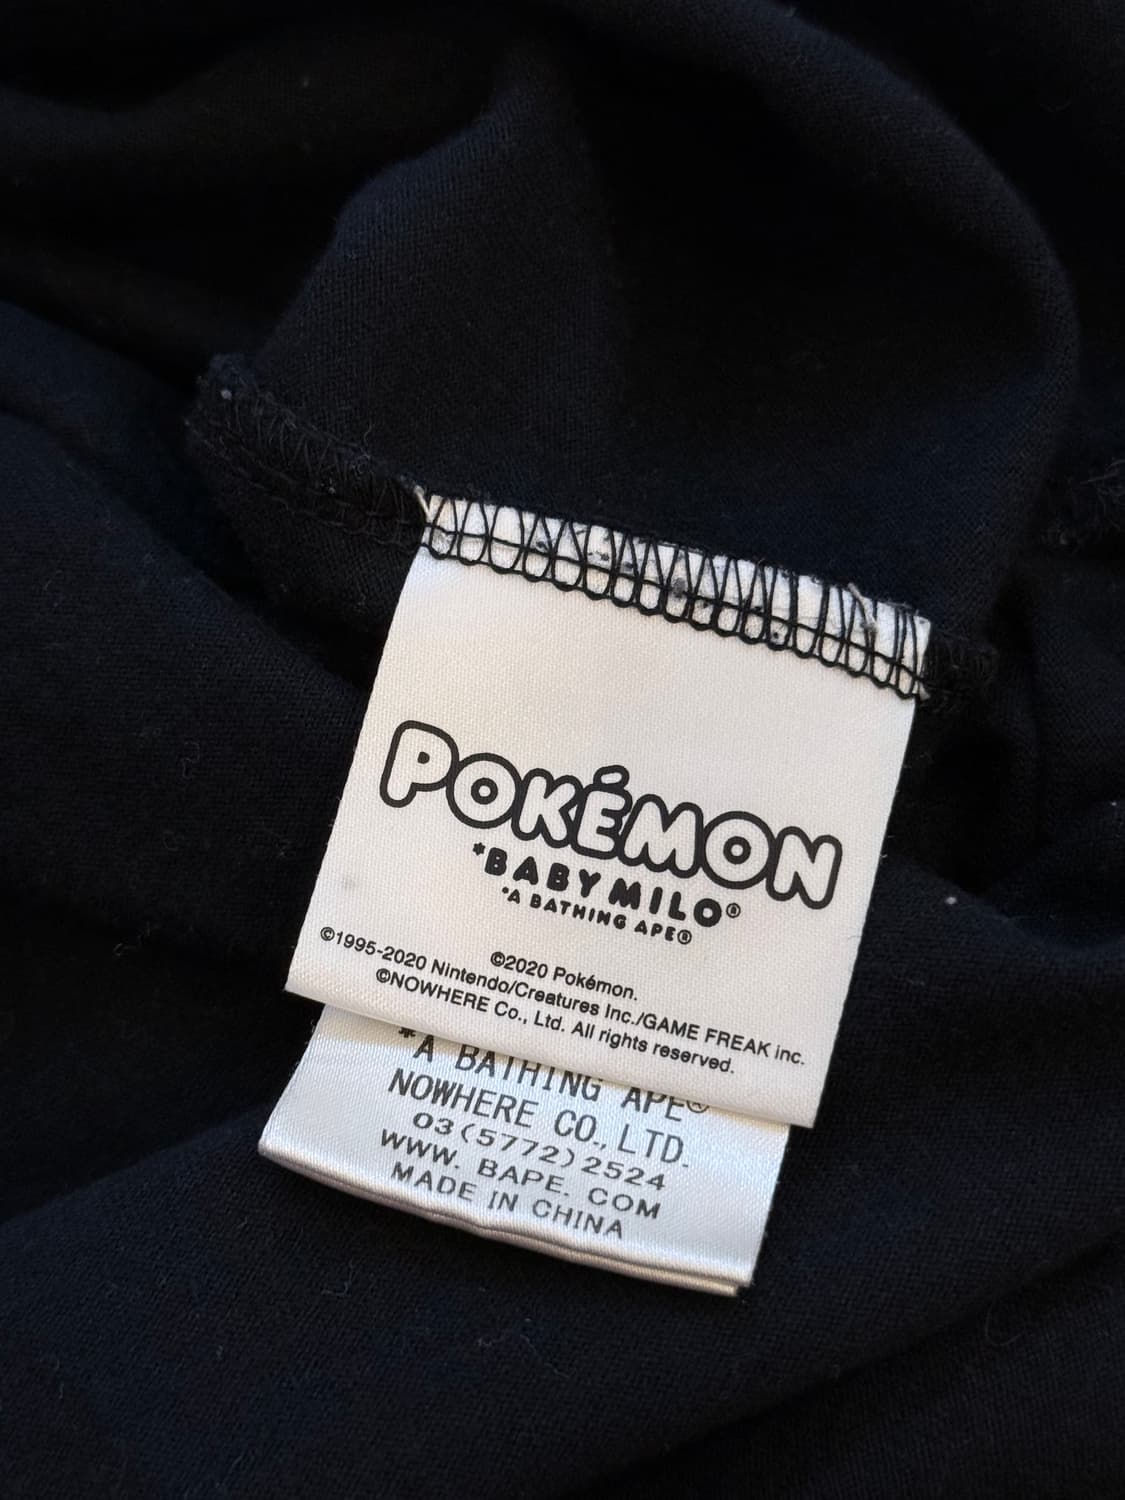 POKÉMON
*BABY MILO®
*A BATHING APE®
©2020 Pokémon.
©1995-2020 Nintendo/Creatures Inc./GAME FREAK inc.
©NOWHERE Co., Ltd. All rights reserved.
*A BATHING APE®
NOWHERE CO., LTD.
03(5772)2524
WWW. BAPE. COM
MADE IN CHINA